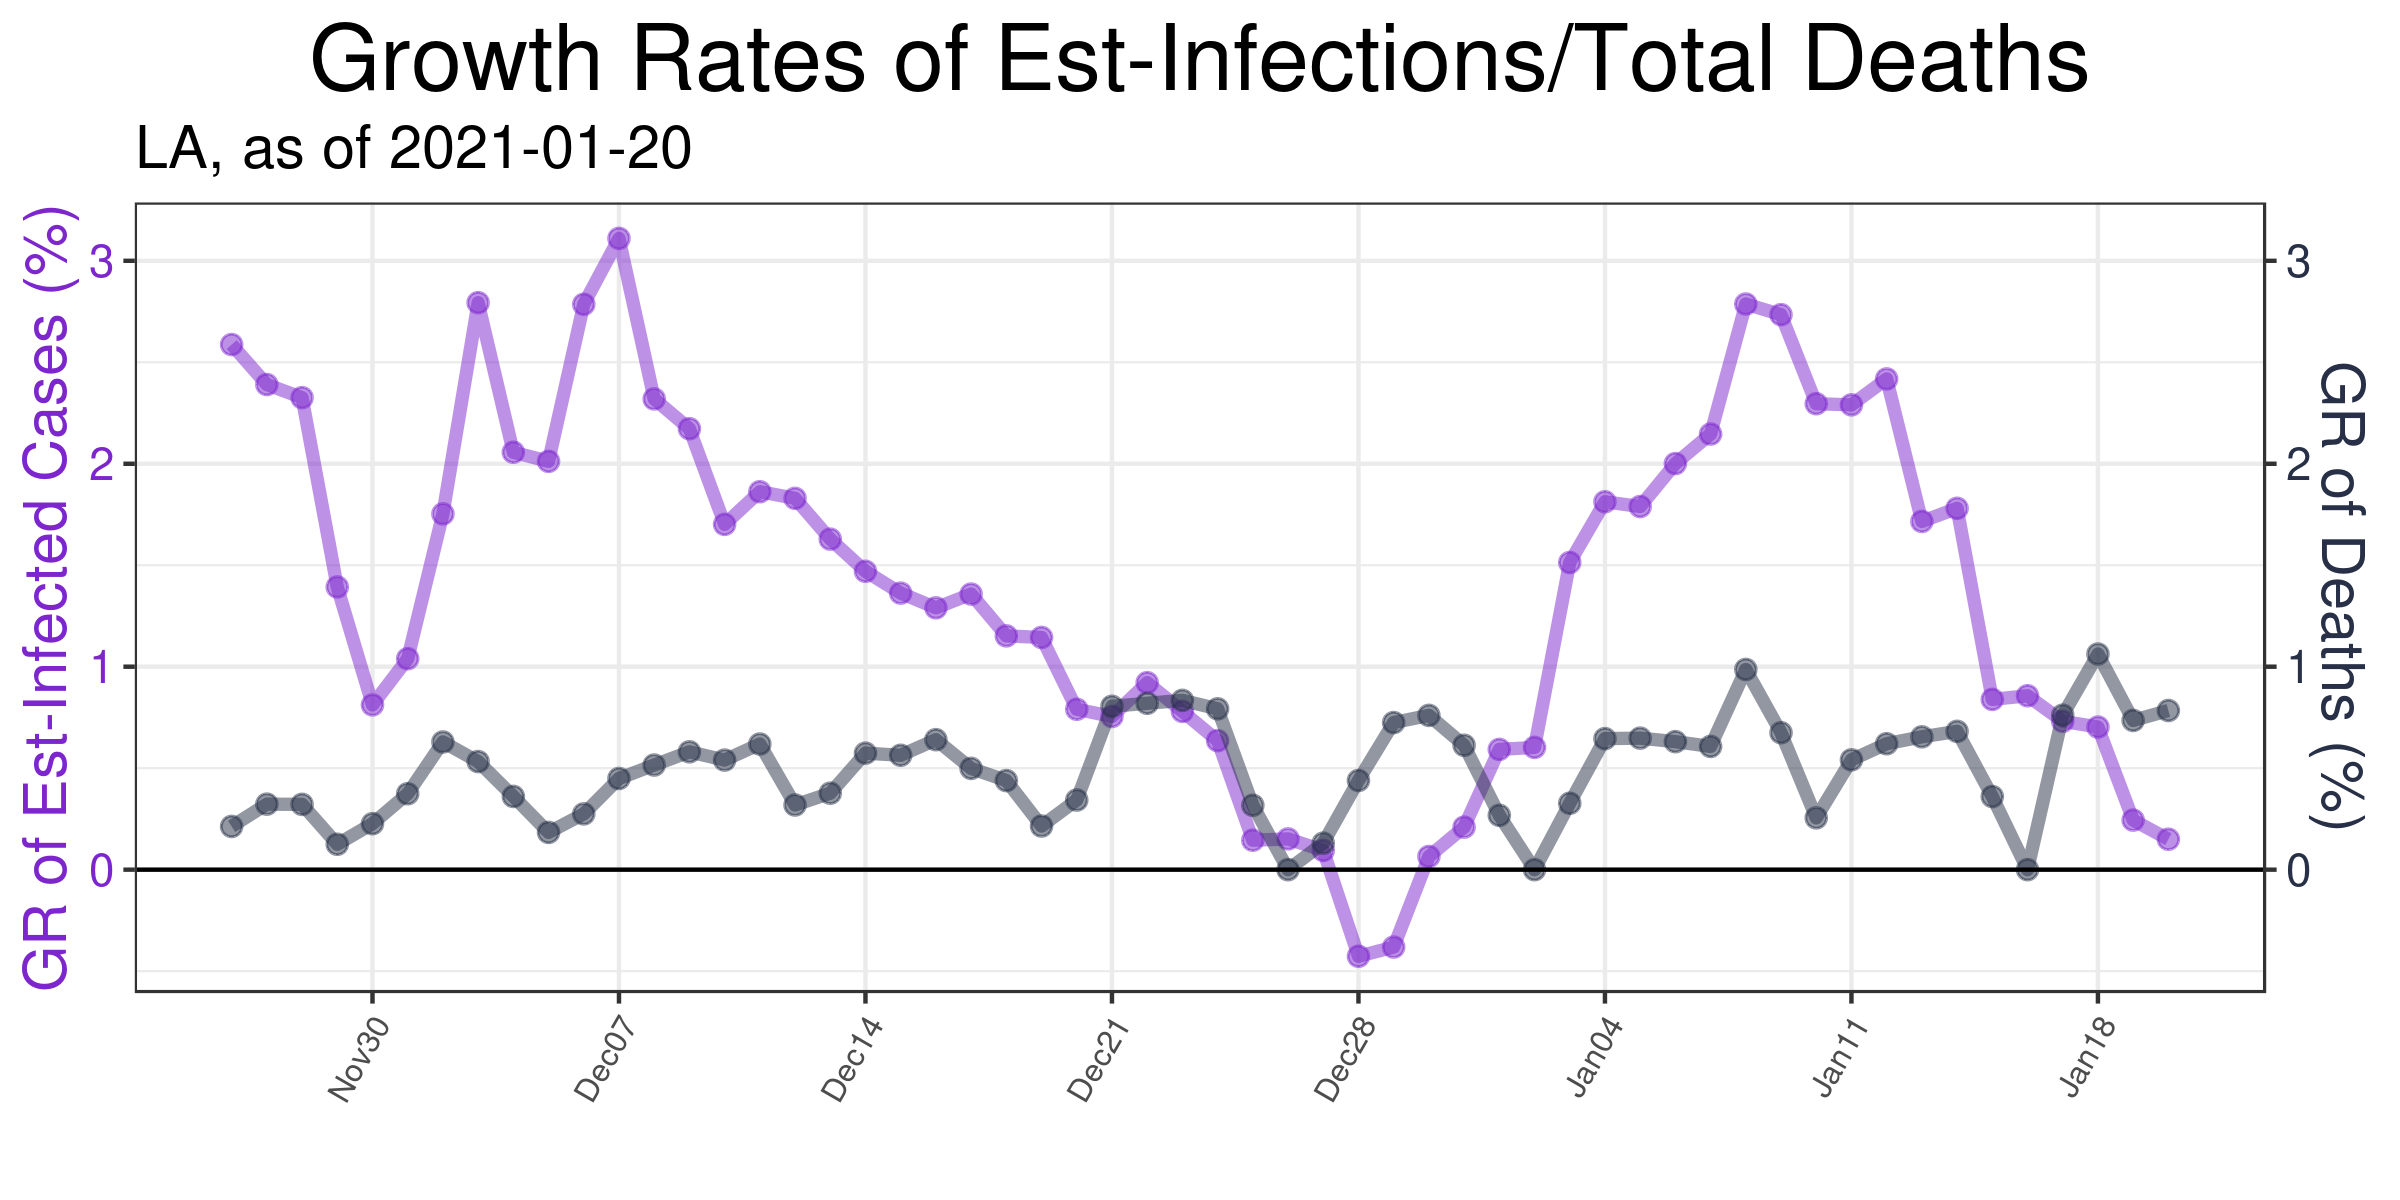 Growth Rates of Est-Infections/Total Deaths
LA, as of 2021-01-20
GR of Est-Infected Cases (%)
3
2
1
0
3
2
1
0
GR of Deaths (%)
Nov30
Dec07
Dec14
Dec21
Dec28
Jan04
Jan11
Jan18